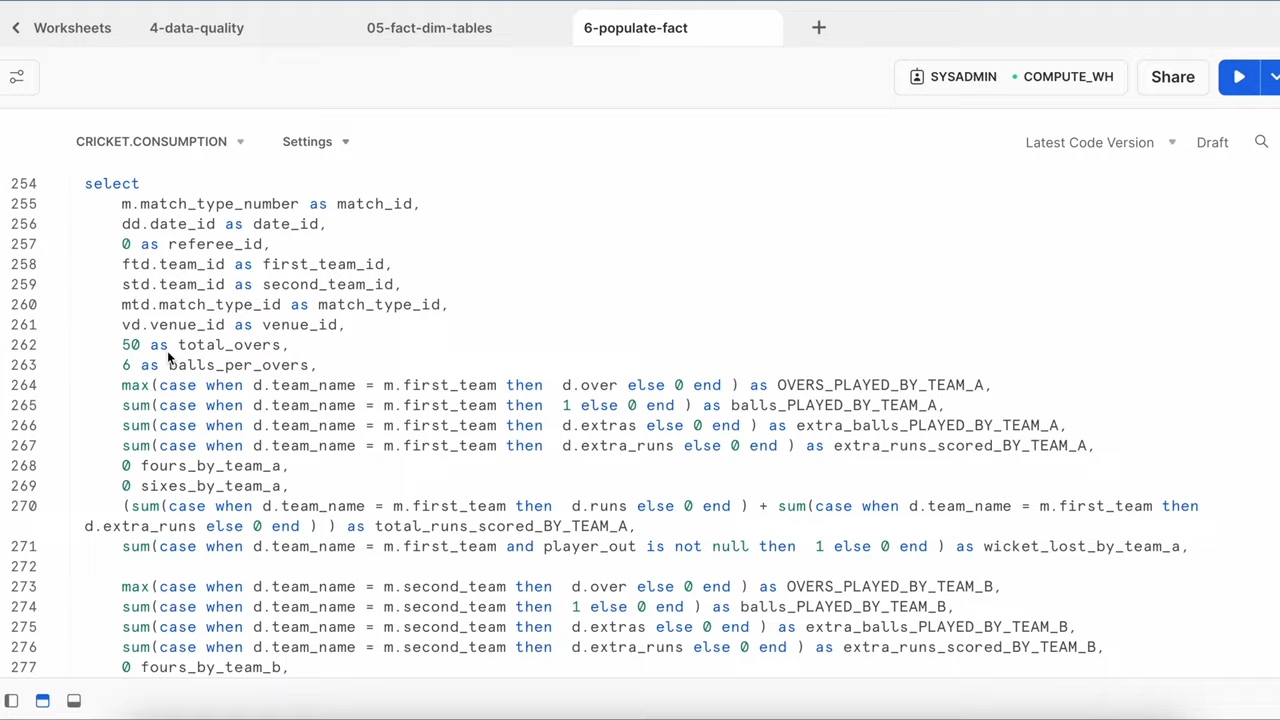 Worksheets 4-data-quality 05-fact-dim-tables 6-populate-fact +
SYSADMIN • COMPUTE_WH Share
CRICKET.CONSUMPTION Settings Latest Code Version Draft
254 select
255 m.match_type_number as match_id,
256 dd.date_id as date_id,
257 0 as referee_id,
258 ftd.team_id as first_team_id,
259 std.team_id as second_team_id,
260 mtd.match_type_id as match_type_id,
261 vd.venue_id as venue_id,
262 50 as total_overs,
263 6 as balls_per_overs,
264 max(case when d.team_name = m.first_team then d.over else 0 end ) as OVERS_PLAYED_BY_TEAM_A,
265 sum(case when d.team_name = m.first_team then 1 else 0 end ) as balls_PLAYED_BY_TEAM_A,
266 sum(case when d.team_name = m.first_team then d.extras else 0 end ) as extra_balls_PLAYED_BY_TEAM_A,
267 sum(case when d.team_name = m.first_team then d.extra_runs else 0 end ) as extra_runs_scored_BY_TEAM_A,
268 0 fours_by_team_a,
269 0 sixes_by_team_a,
270 (sum(case when d.team_name = m.first_team then d.runs else 0 end ) + sum(case when d.team_name = m.first_team then
d.extra_runs else 0 end ) ) as total_runs_scored_BY_TEAM_A,
271 sum(case when d.team_name = m.first_team and player_out is not null then 1 else 0 end ) as wicket_lost_by_team_a,
272
273 max(case when d.team_name = m.second_team then d.over else 0 end ) as OVERS_PLAYED_BY_TEAM_B,
274 sum(case when d.team_name = m.second_team then 1 else 0 end ) as balls_PLAYED_BY_TEAM_B,
275 sum(case when d.team_name = m.second_team then d.extras else 0 end ) as extra_balls_PLAYED_BY_TEAM_B,
276 sum(case when d.team_name = m.second_team then d.extra_runs else 0 end ) as extra_runs_scored_BY_TEAM_B,
277 0 fours_by_team_b,